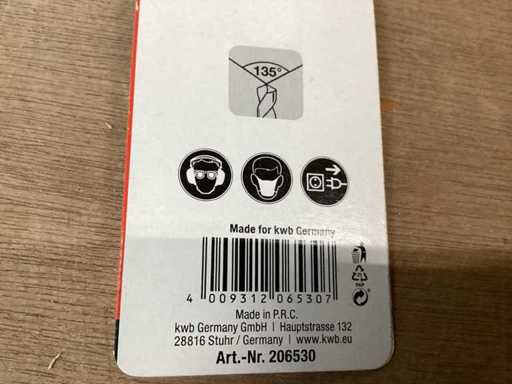 135°
Made for kwb Germany
4 009312 065307
Made in P.R.C.
kwb Germany GmbH | Hauptstrasse 132
28816 Stuhr / Germany | www.kwb.eu
Art.-Nr. 206530